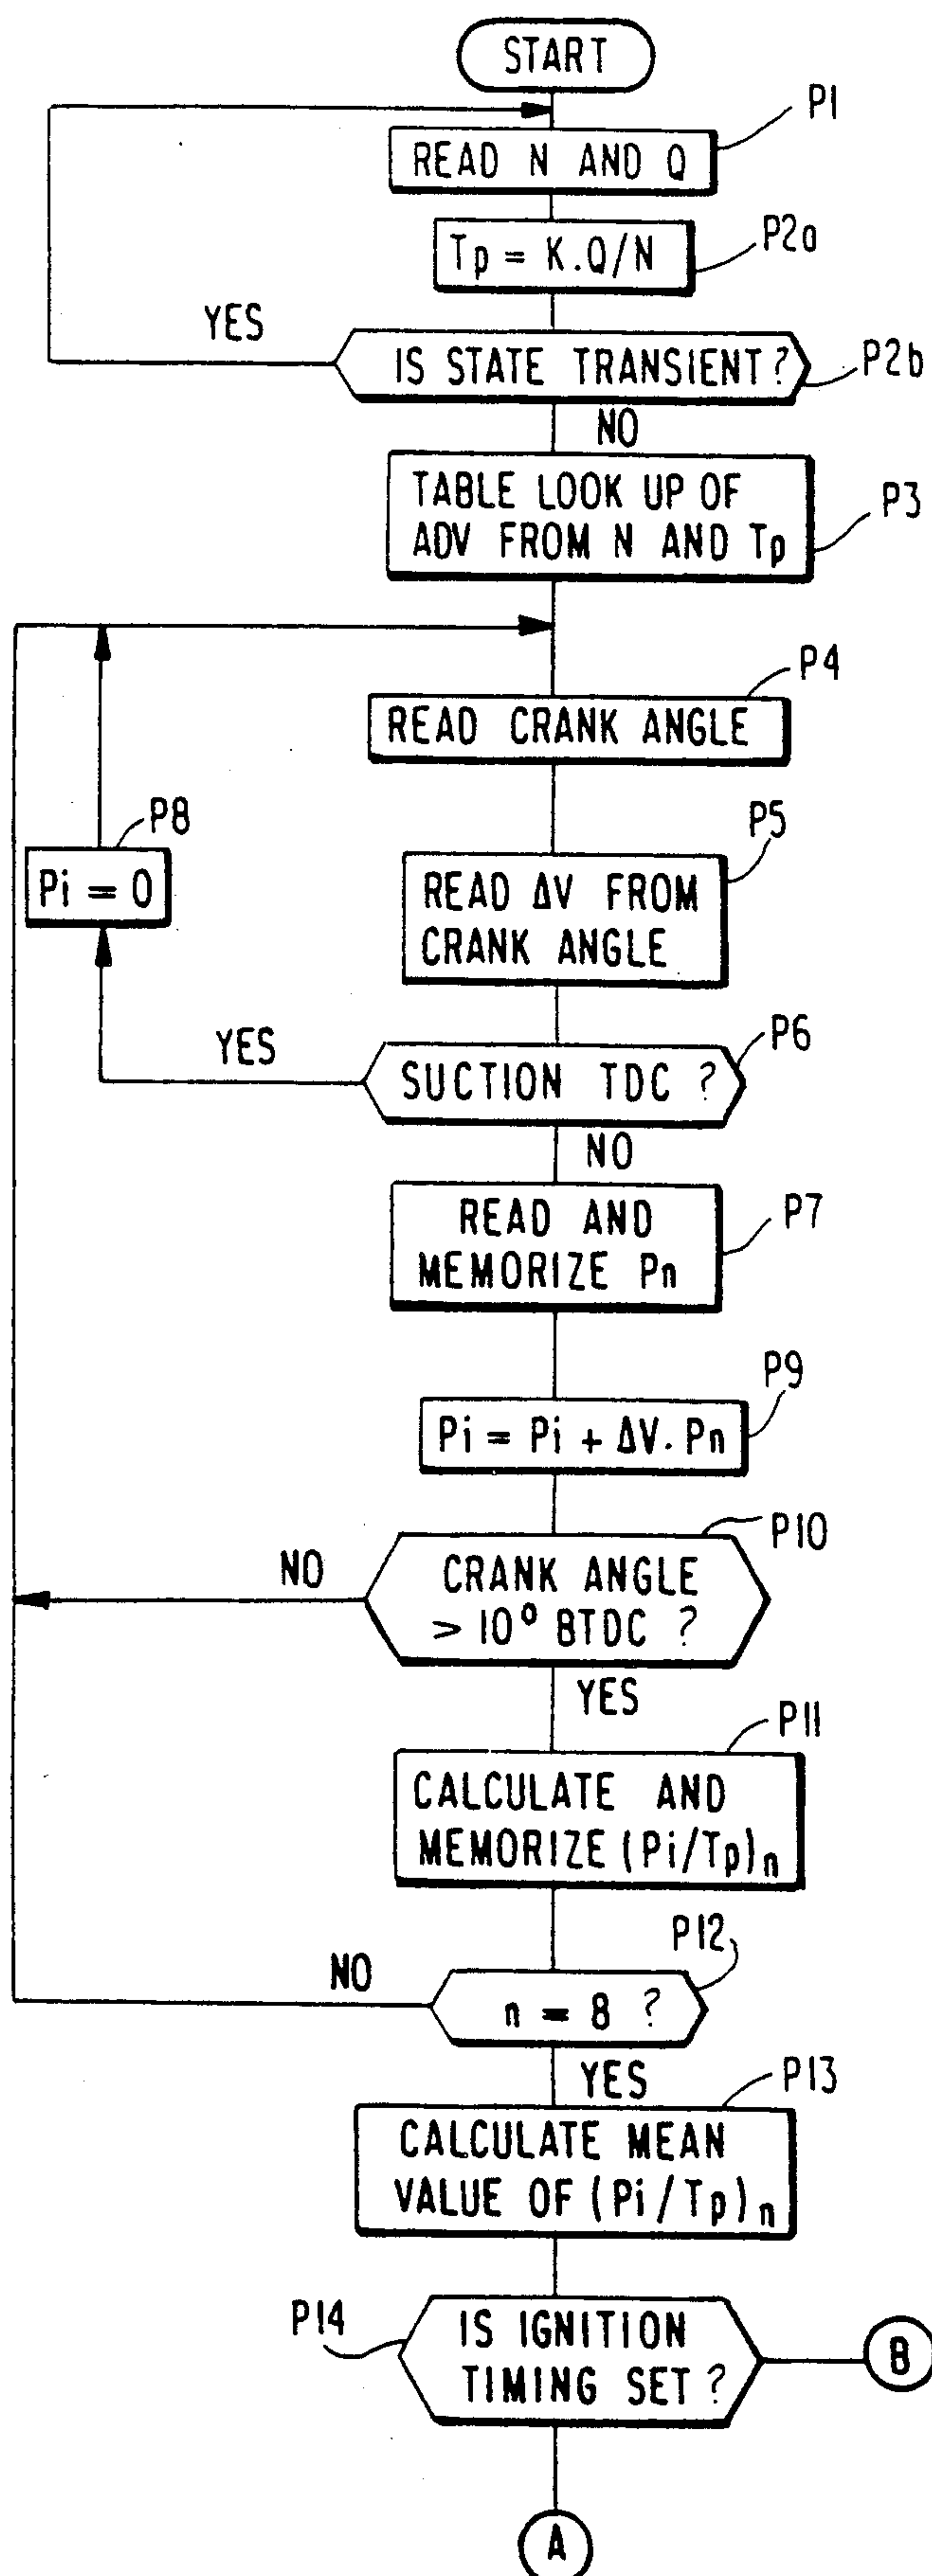 START
P1
READ N AND Q
P2a
Tp = K.Q/N
YES
IS STATE TRANSIENT?
P2b
NO
TABLE LOOK UP OF
ADV FROM N AND Tp
P3
P4
READ CRANK ANGLE
P8
Pi = 0
P5
READ ΔV FROM
CRANK ANGLE
YES
P6
SUCTION TDC ?
NO
READ AND
MEMORIZE Pn
P7
P9
Pi = Pi + ΔV. Pn
P10
NO
CRANK ANGLE
> 10° BTDC ?
YES
P11
CALCULATE AND
MEMORIZE (Pi/Tp)n
P12
NO
n = 8 ?
YES
P13
CALCULATE MEAN
VALUE OF (Pi/Tp)n
P14
IS IGNITION
TIMING SET ?
B
A